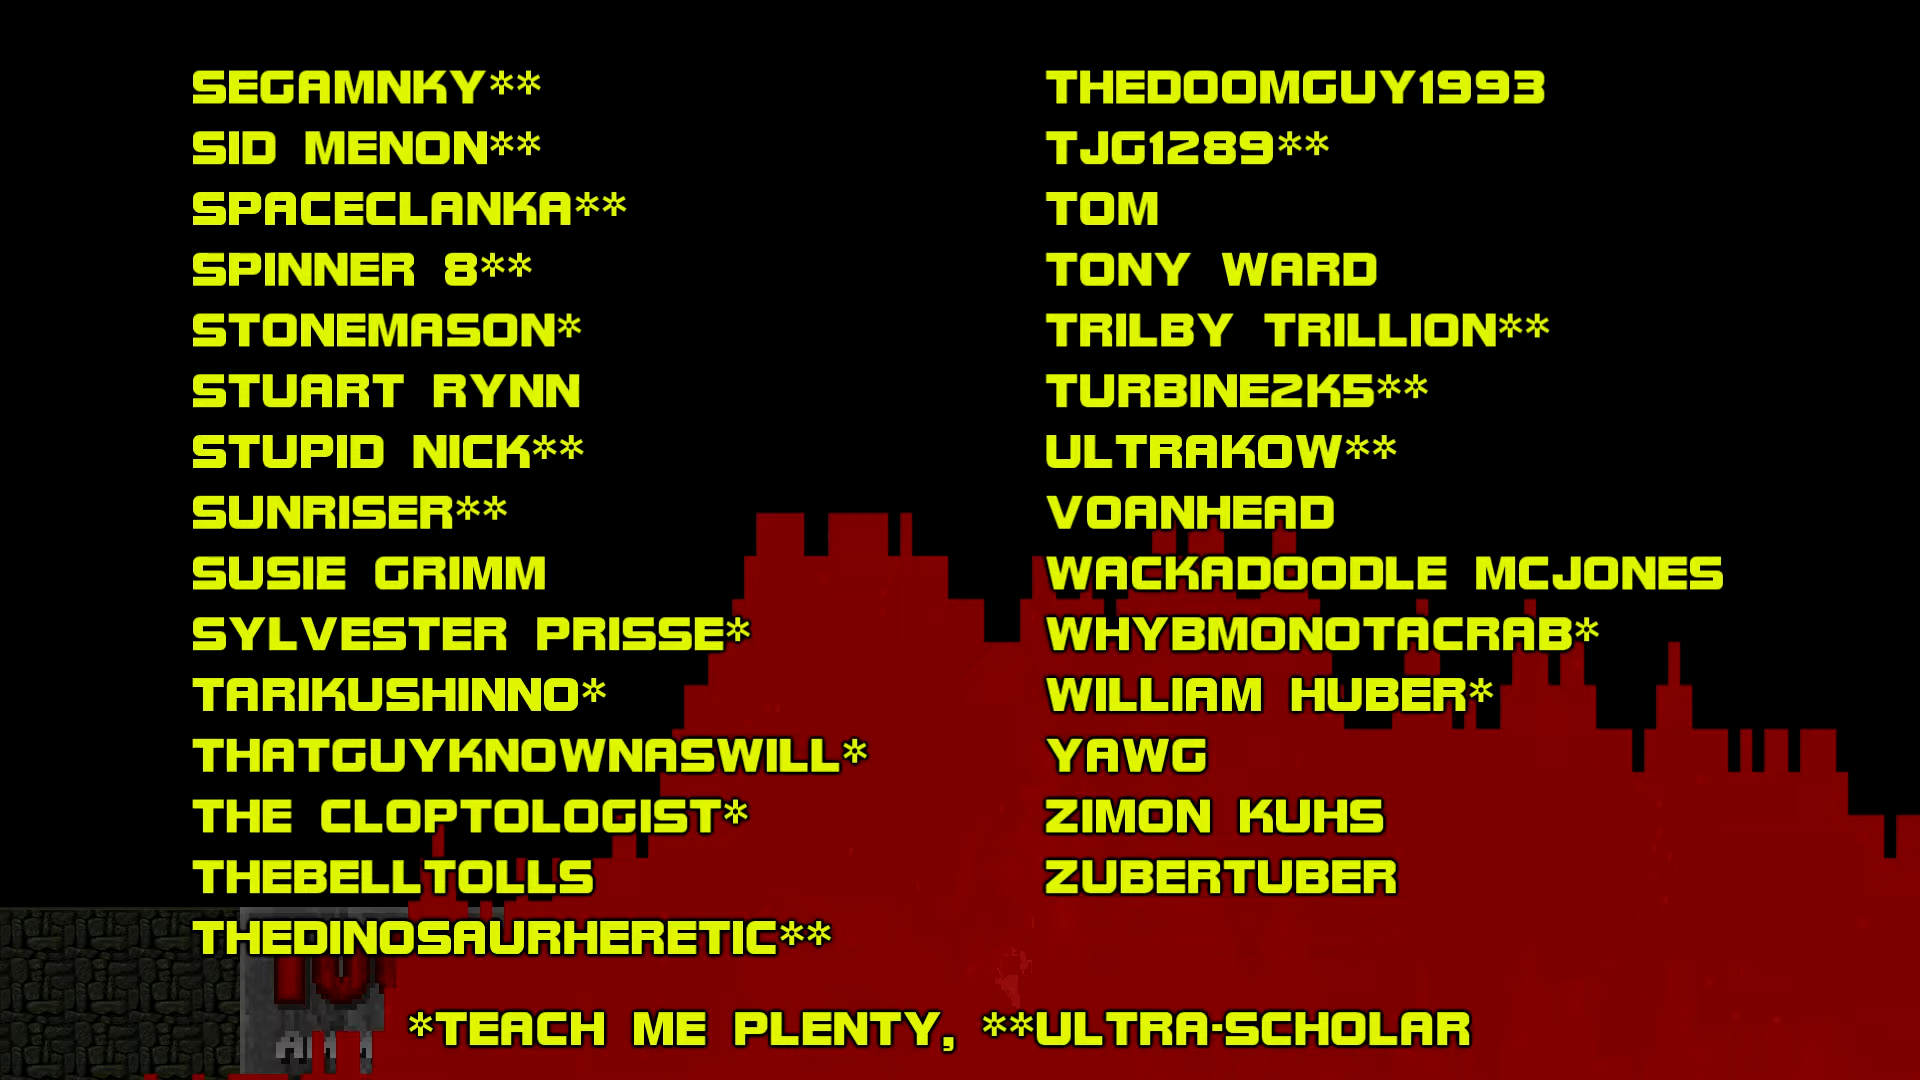 SEGAMNKY**
SID MENON**
SPACECLANKA**
SPINNER 8**
STONEMASON*
STUART RYNN
STUPID NICK**
SUNRISER**
SUSIE GRIMM
SYLVESTER PRISSE*
TARIKUSHINNO*
THATGUYKNOWNASWILL*
THE CLOPTOLOGIST*
THEBELLTOLLS
THEDINOSAURHERETIC**
THEDOOMGUY1993
TJG1289**
TOM
TONY WARD
TRILBY TRILLION**
TURBINE2K5**
ULTRAKOW**
VOANHEAD
WACKADOODLE MCJONES
WHYBMONOTACRAB*
WILLIAM HUBER*
YAWG
ZIMON KUHS
ZUBERTUBER
*TEACH ME PLENTY, **ULTRA-SCHOLAR